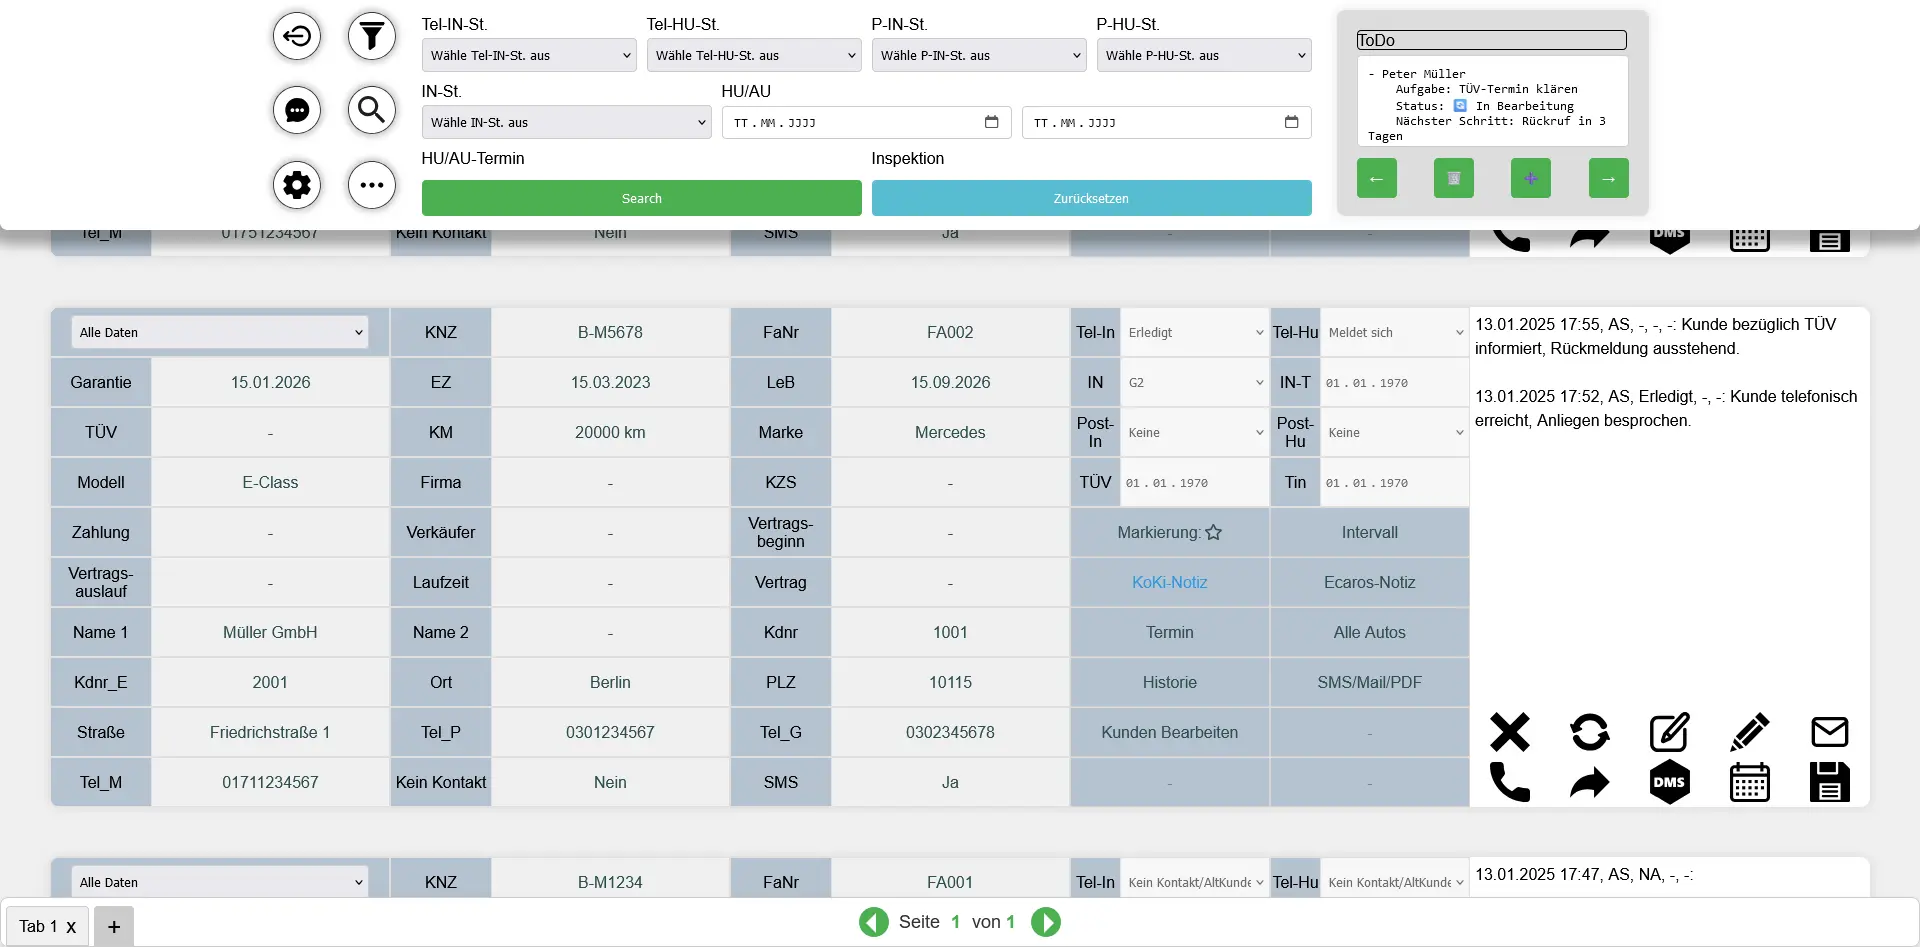 Tel-IN-St.
Tel-HU-St.
P-IN-St.
P-HU-St.
Wähle Tel-IN-St. aus
Wähle Tel-HU-St. aus
Wähle P-IN-St. aus
Wähle P-HU-St. aus
IN-St.
HU/AU
Wähle IN-St. aus
TT.MM.JJJJ
TT.MM.JJJJ
HU/AU-Termin
Inspektion
Search
Zurücksetzen
ToDo
- Peter Müller
Aufgabe: TÜV-Termin klären
Status: In Bearbeitung
Nächster Schritt: Rückruf in 3
Tagen
Tel_M
01751234567
Kein Kontakt
Nein
SMS
Ja
-
-
DMS
Alle Daten
KNZ
B-M5678
FaNr
FA002
Tel-In
Erledigt
Tel-Hu
Meldet sich
Garantie
15.01.2026
EZ
15.03.2023
LeB
15.09.2026
IN
G2
IN-T
01.01.1970
TÜV
-
KM
20000 km
Marke
Mercedes
Post-
In
Keine
Post-
Hu
Keine
Modell
E-Class
Firma
-
KZS
-
TÜV
01.01.1970
Tin
01.01.1970
Zahlung
-
Verkäufer
-
Vertrags-
beginn
-
Markierung:
Intervall
Vertrags-
auslauf
-
Laufzeit
-
Vertrag
-
KoKi-Notiz
Ecaros-Notiz
Name 1
Müller GmbH
Name 2
-
Kdnr
1001
Termin
Alle Autos
Kdnr_E
2001
Ort
Berlin
PLZ
10115
Historie
SMS/Mail/PDF
Straße
Friedrichstraße 1
Tel_P
0301234567
Tel_G
0302345678
Kunden Bearbeiten
-
Tel_M
01711234567
Kein Kontakt
Nein
SMS
Ja
-
-
13.01.2025 17:55, AS, -, -, -: Kunde bezüglich TÜV
informiert, Rückmeldung ausstehend.
13.01.2025 17:52, AS, Erledigt, -, -: Kunde telefonisch
erreicht, Anliegen besprochen.
DMS
Alle Daten
KNZ
B-M1234
FaNr
FA001
Tel-In
Kein Kontakt/AltKunde
Tel-Hu
Kein Kontakt/AltKunde
13.01.2025 17:47, AS, NA, -, -:
Tab 1 x
+
Seite 1 von 1